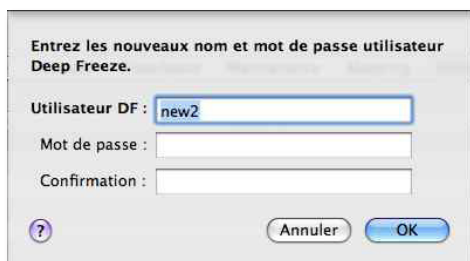 Entrez les nouveaux nom et mot de passe utilisateur
Deep Freeze.
Utilisateur DF : new2
Mot de passe :
Confirmation :
? Annuler OK